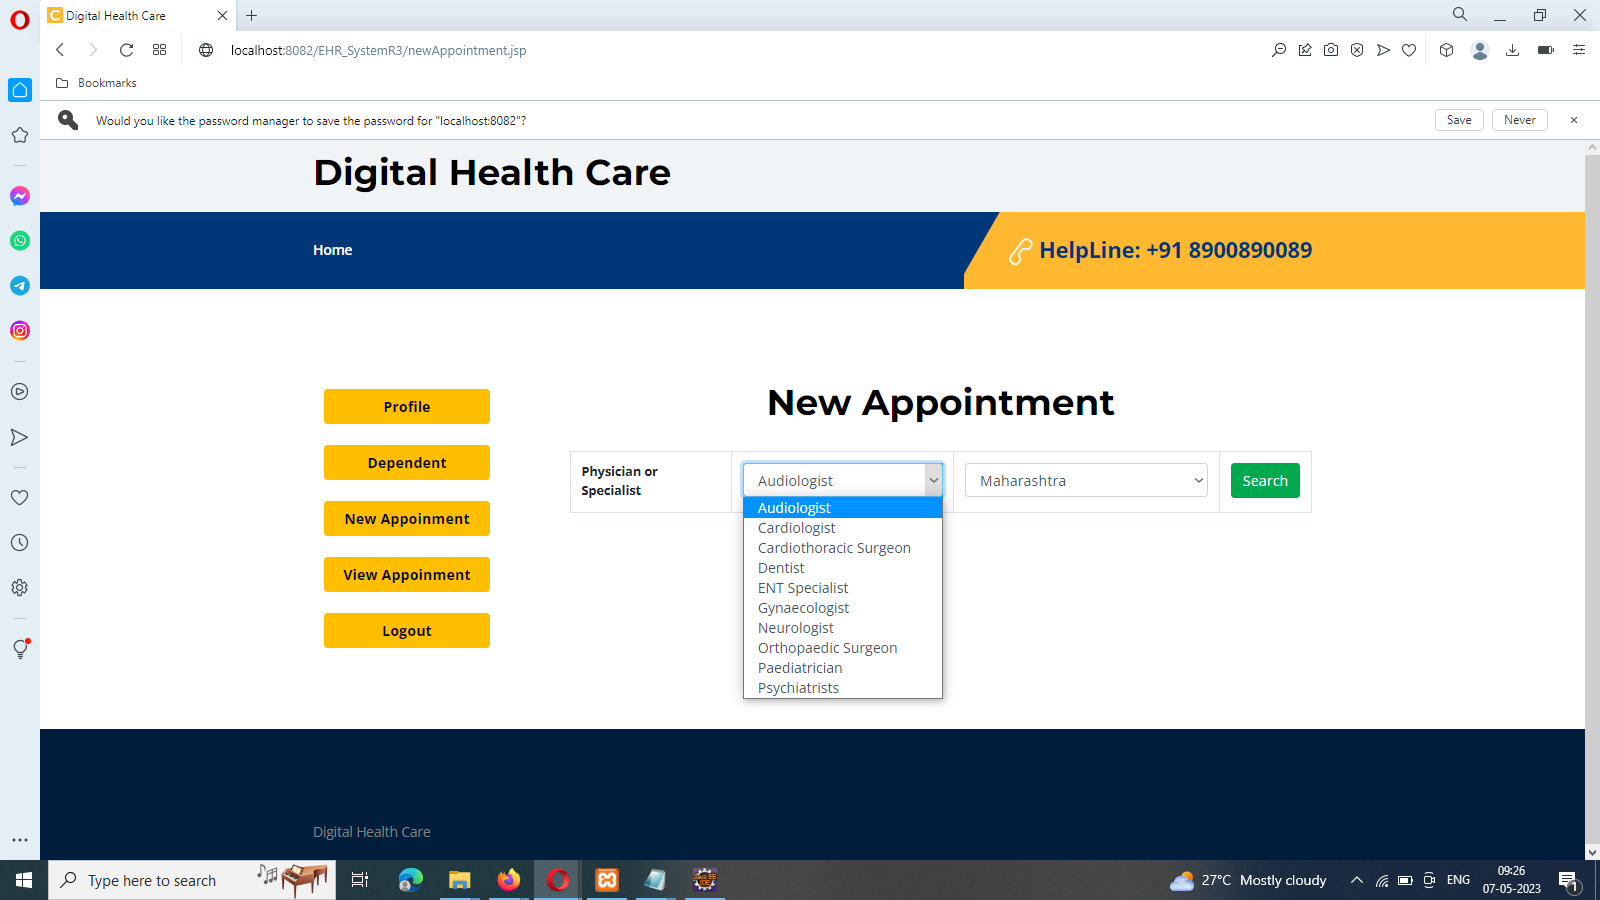 Digital Health Care
localhost:8082/EHR_SystemR3/newAppointment.jsp
Bookmarks
Would you like the password manager to save the password for "localhost:8082"?
Save
Never
Digital Health Care
Home
HelpLine: +91 8900890089
Profile
Dependent
New Appoinment
View Appoinment
Logout
New Appointment
Physician or
Specialist
Audiologist
Maharashtra
Search
Audiologist
Cardiologist
Cardiothoracic Surgeon
Dentist
ENT Specialist
Gynaecologist
Neurologist
Orthopaedic Surgeon
Paediatrician
Psychiatrists
Digital Health Care
Type here to search
27°C Mostly cloudy
ENG
09:26
07-05-2023
1